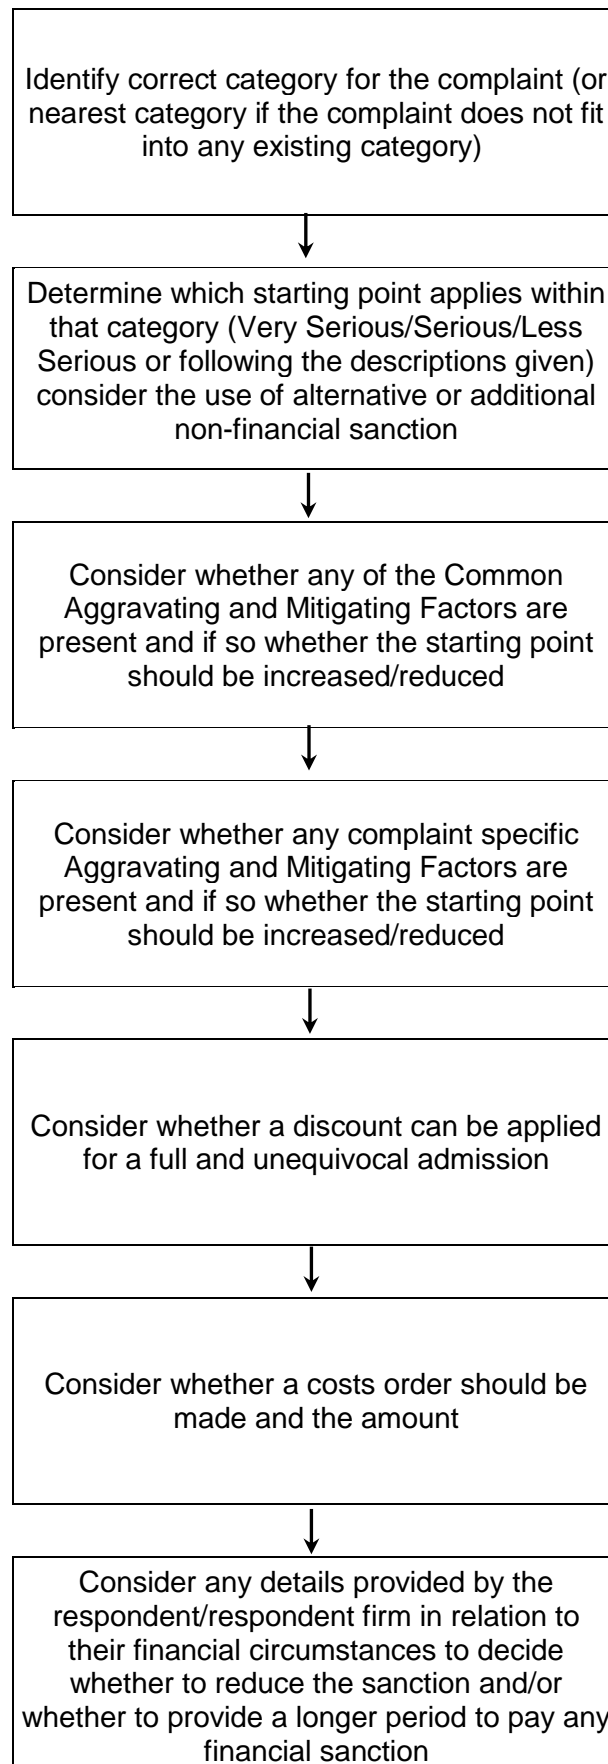 Identify correct category for the complaint (or
nearest category if the complaint does not fit
into any existing category)
Determine which starting point applies within
that category (Very Serious/Serious/Less
Serious or following the descriptions given)
consider the use of alternative or additional
non-financial sanction
Consider whether any of the Common
Aggravating and Mitigating Factors are
present and if so whether the starting point
should be increased/reduced
Consider whether any complaint specific
Aggravating and Mitigating Factors are
present and if so whether the starting point
should be increased/reduced
Consider whether a discount can be applied
for a full and unequivocal admission
Consider whether a costs order should be
made and the amount
Consider any details provided by the
respondent/respondent firm in relation to
their financial circumstances to decide
whether to reduce the sanction and/or
whether to provide a longer period to pay any
financial sanction